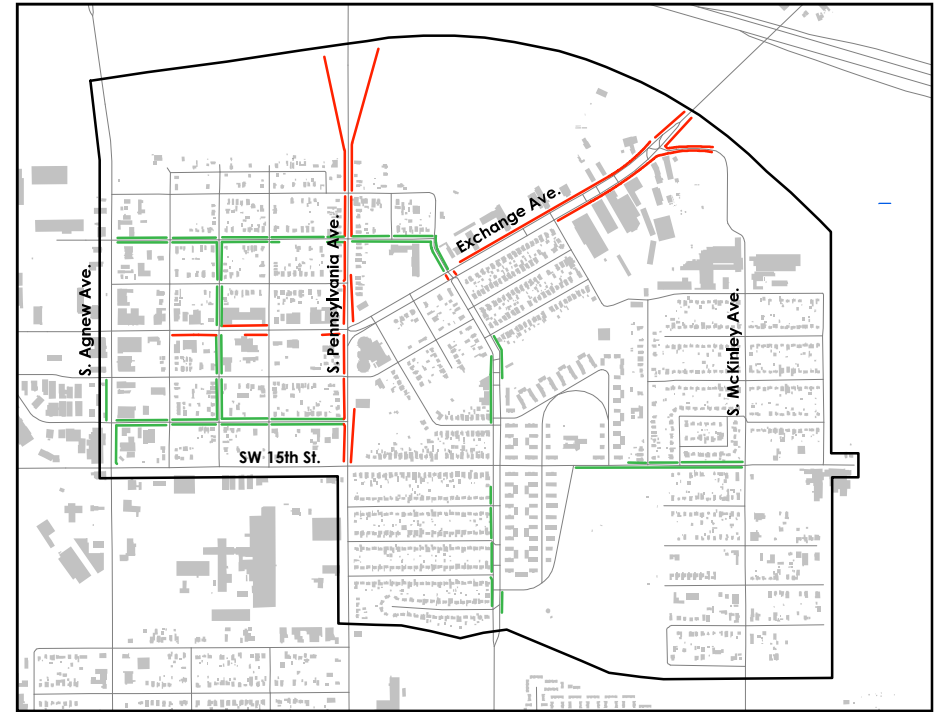 Exchange Ave.
S. Pennsylvania Ave.
S. Agnew Ave.
S. McKinley Ave.
SW 15th St.